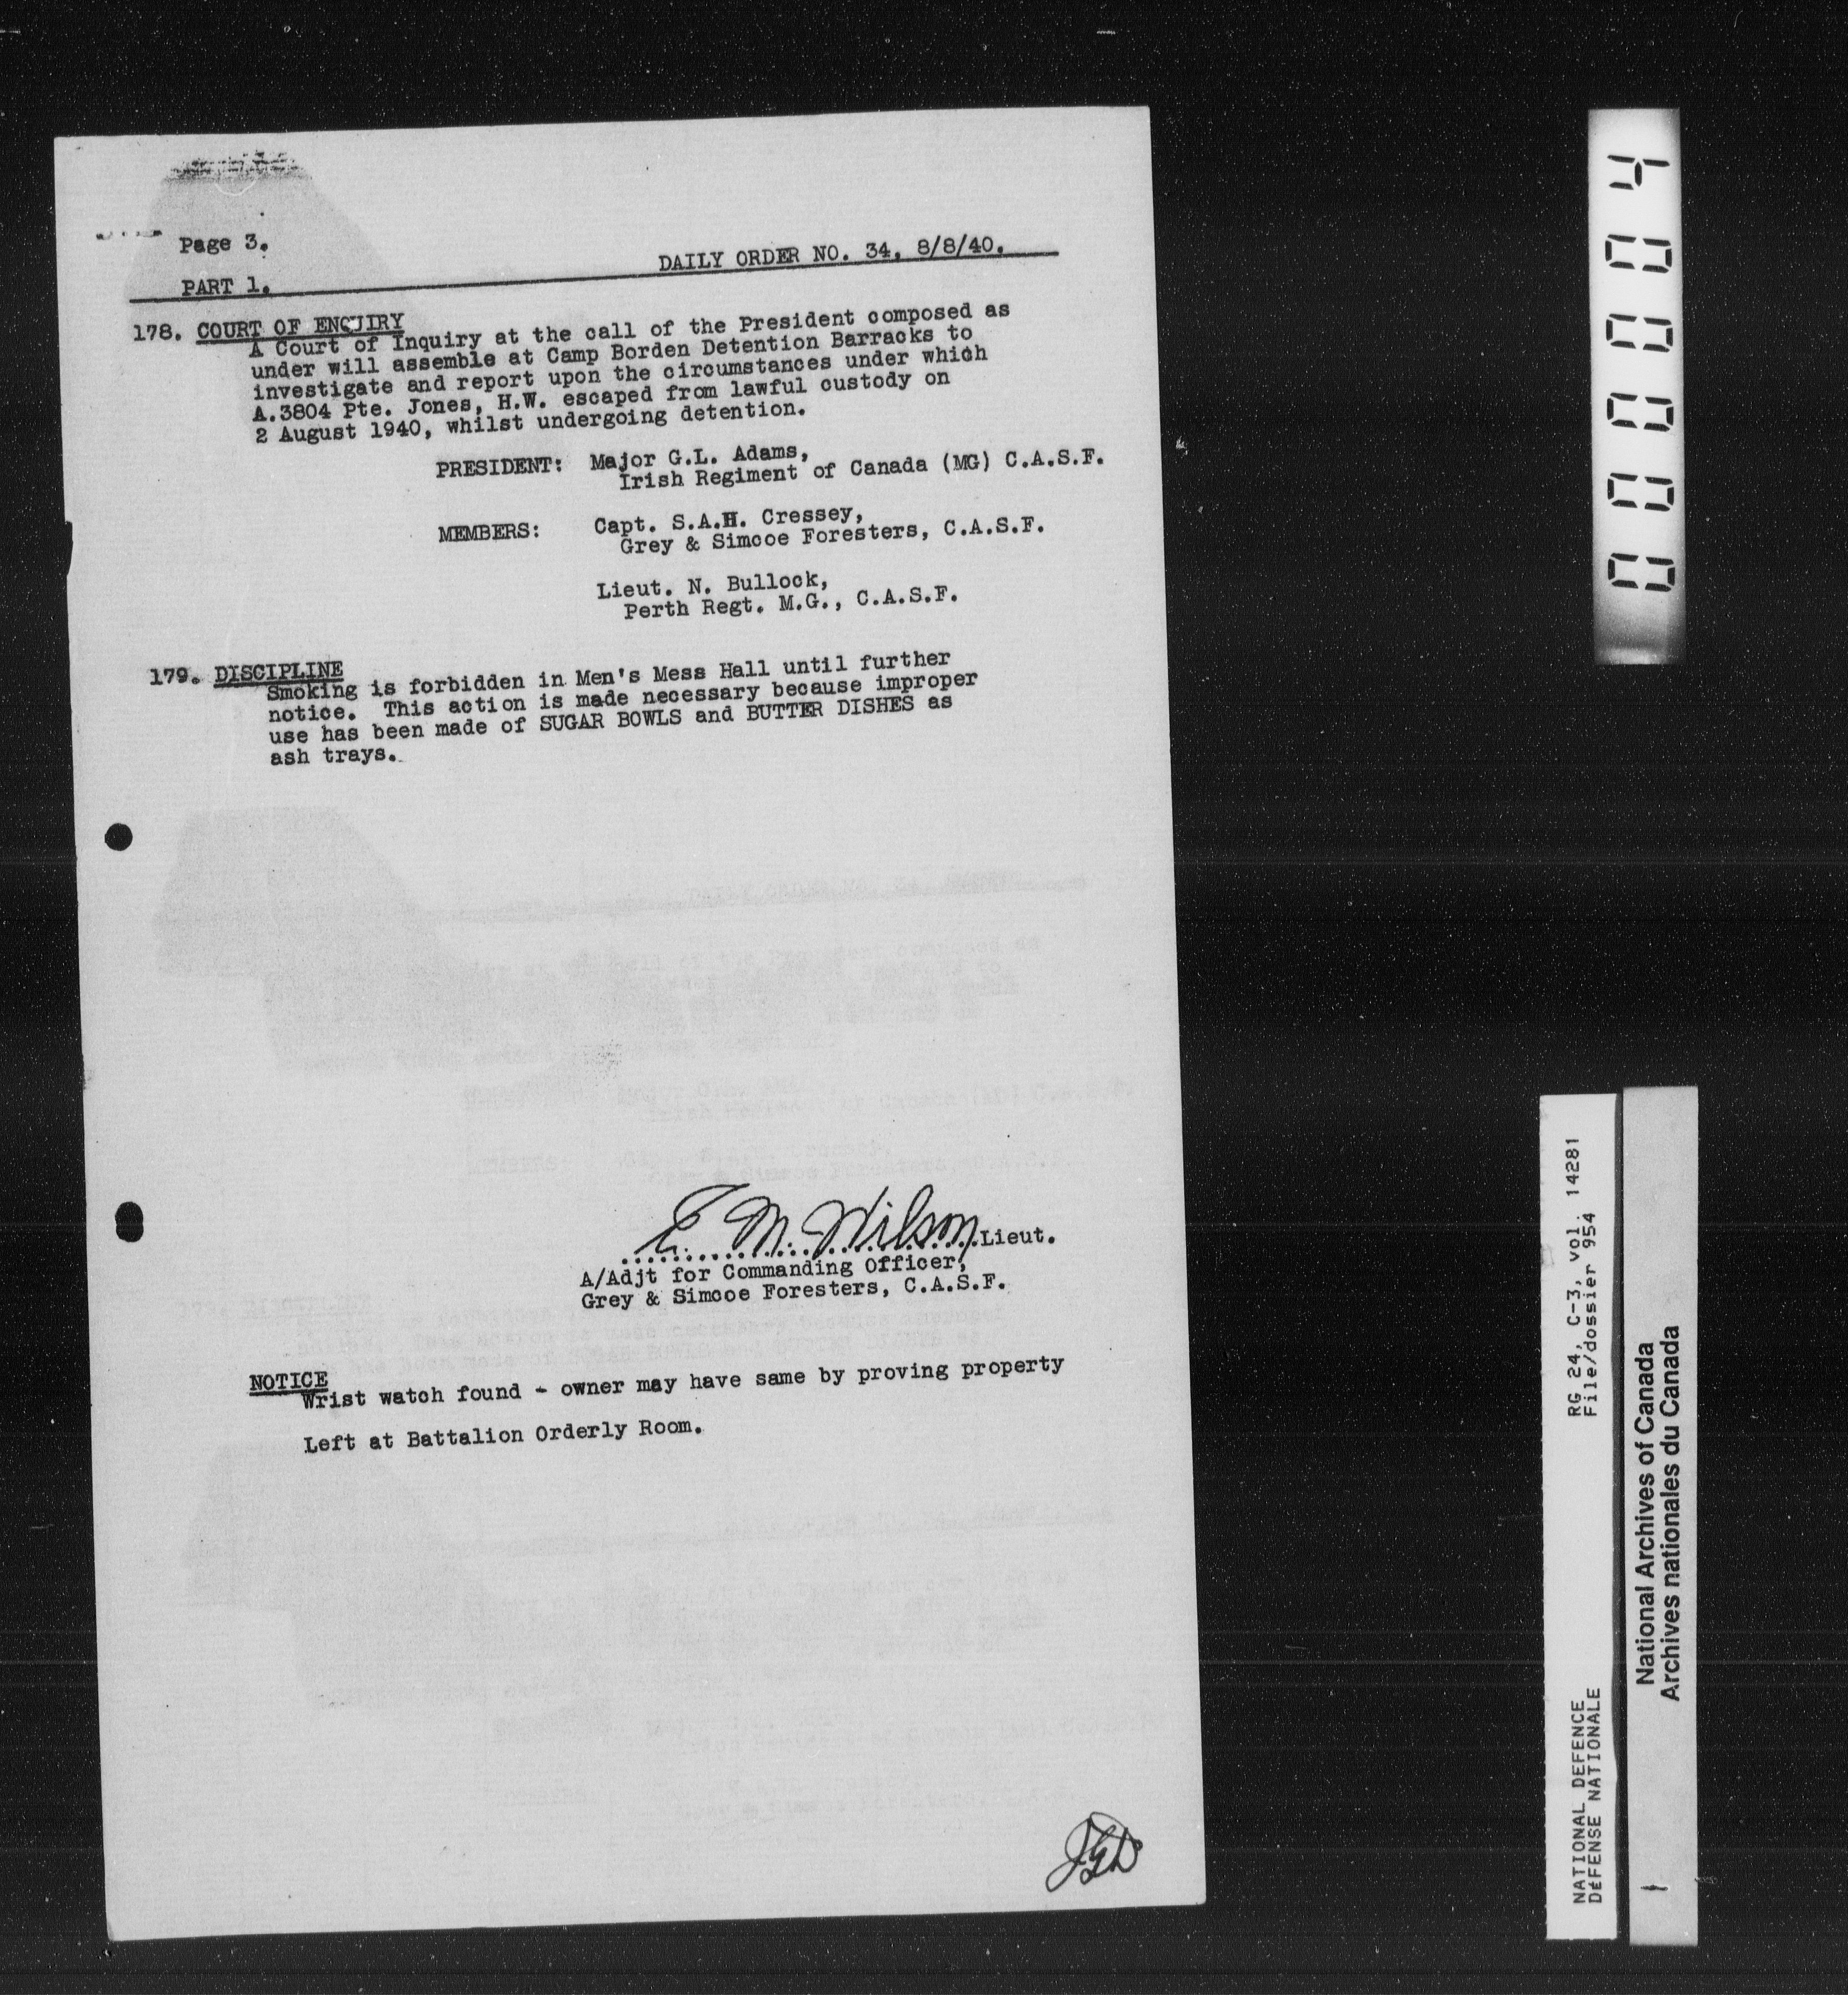 Page 3.
DAILY ORDER NO. 34, 8/8/40.
PART 1.
178. COURT OF ENQUIRY
A Court of Inquiry at the call of the President composed as
under will assemble at Camp Borden Detention Barracks to
investigate and report upon the circumstances under which
A.3804 Pte. Jones, H.W. escaped from lawful custody on
2 August 1940, whilst undergoing detention.
PRESIDENT: Major G.L. Adams,
Irish Regiment of Canada (MG) C.A.S.F.
MEMBERS: Capt. S.A.H. Cressey,
Grey & Simcoe Foresters, C.A.S.F.
Lieut. N. Bullock,
Perth Regt. M.G., C.A.S.F.
179. DISCIPLINE
Smoking is forbidden in Men's Mess Hall until further
notice. This action is made necessary because improper
use has been made of SUGAR BOWLS and BUTTER DISHES as
ash trays.
M. Wilson Lieut.
A/Adjt for Commanding Officer,
Grey & Simcoe Foresters, C.A.S.F.
NOTICE
Wrist watch found - owner may have same by proving property
Left at Battalion Orderly Room.
000004
RG 24, C-3, vol. 14281
File/dossier 954
NATIONAL DEFENCE
DÉFENSE NATIONALE
National Archives of Canada
Archives nationales du Canada